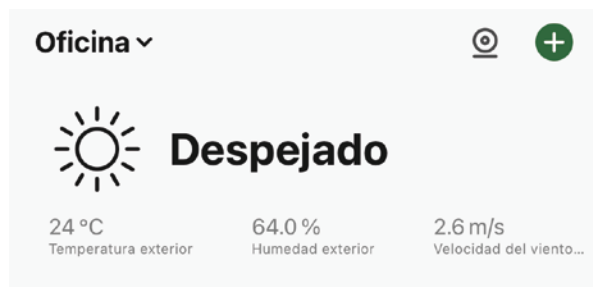 Oficina
Despejado
24 °C 64.0 % 2.6 m/s
Temperatura exterior Humedad exterior Velocidad del viento...